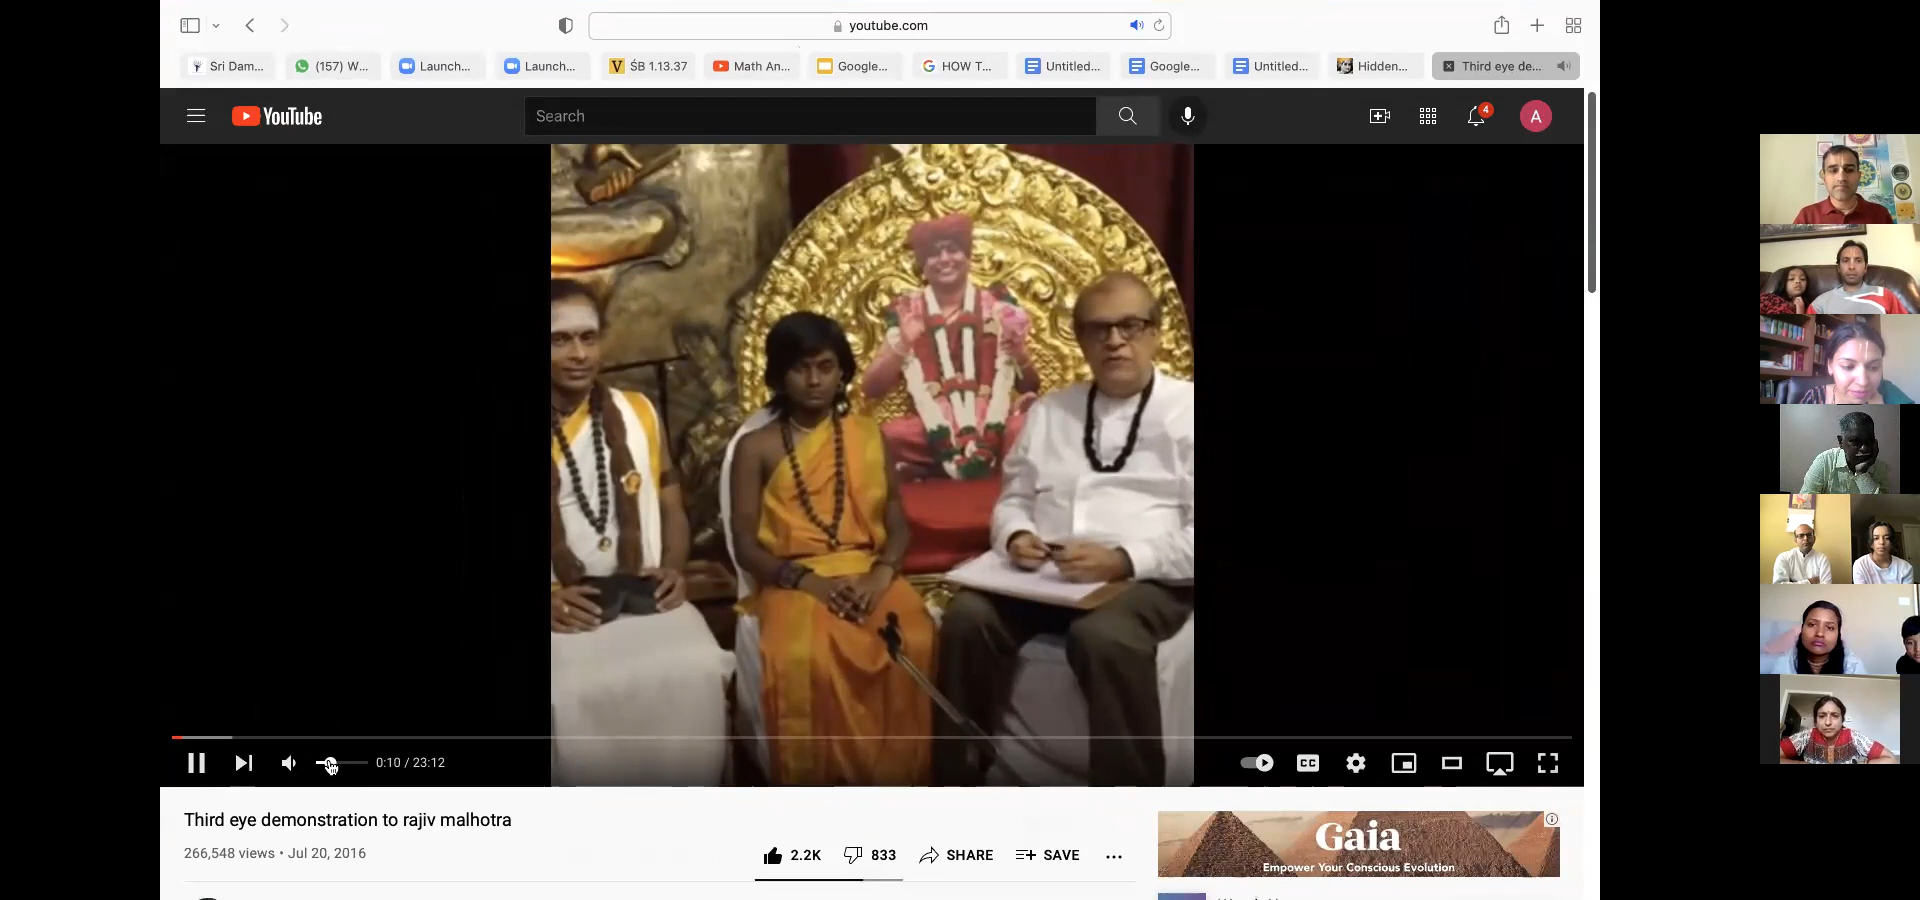 youtube.com
Sri Dam...
(157) W...
Launch...
Launch...
V ŚB 1.13.37
Math An...
Google...
G HOW T...
Untitled...
Google...
Untitled...
Hidden...
Third eye de...
YouTube
Search
4
A
0:10 / 23:12
CC
Third eye demonstration to rajiv malhotra
266,548 views • Jul 20, 2016
2.2K
833
SHARE
SAVE
...
Gaia
Empower Your Conscious Evolution